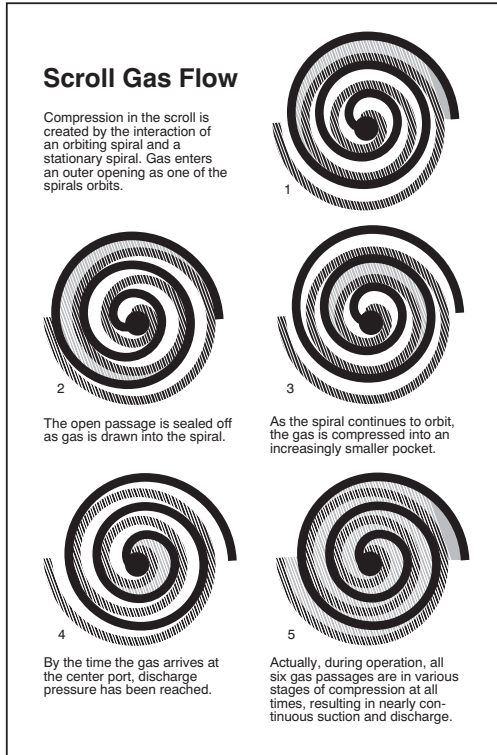 Scroll Gas Flow
Compression in the scroll is
created by the interaction of
an orbiting spiral and a
stationary spiral. Gas enters
an outer opening as one of the
spirals orbits.
1
2
The open passage is sealed off
as gas is drawn into the spiral.
3
As the spiral continues to orbit,
the gas is compressed into an
increasingly smaller pocket.
4
By the time the gas arrives at
the center port, discharge
pressure has been reached.
5
Actually, during operation, all
six gas passages are in various
stages of compression at all
times, resulting in nearly con-
tinuous suction and discharge.